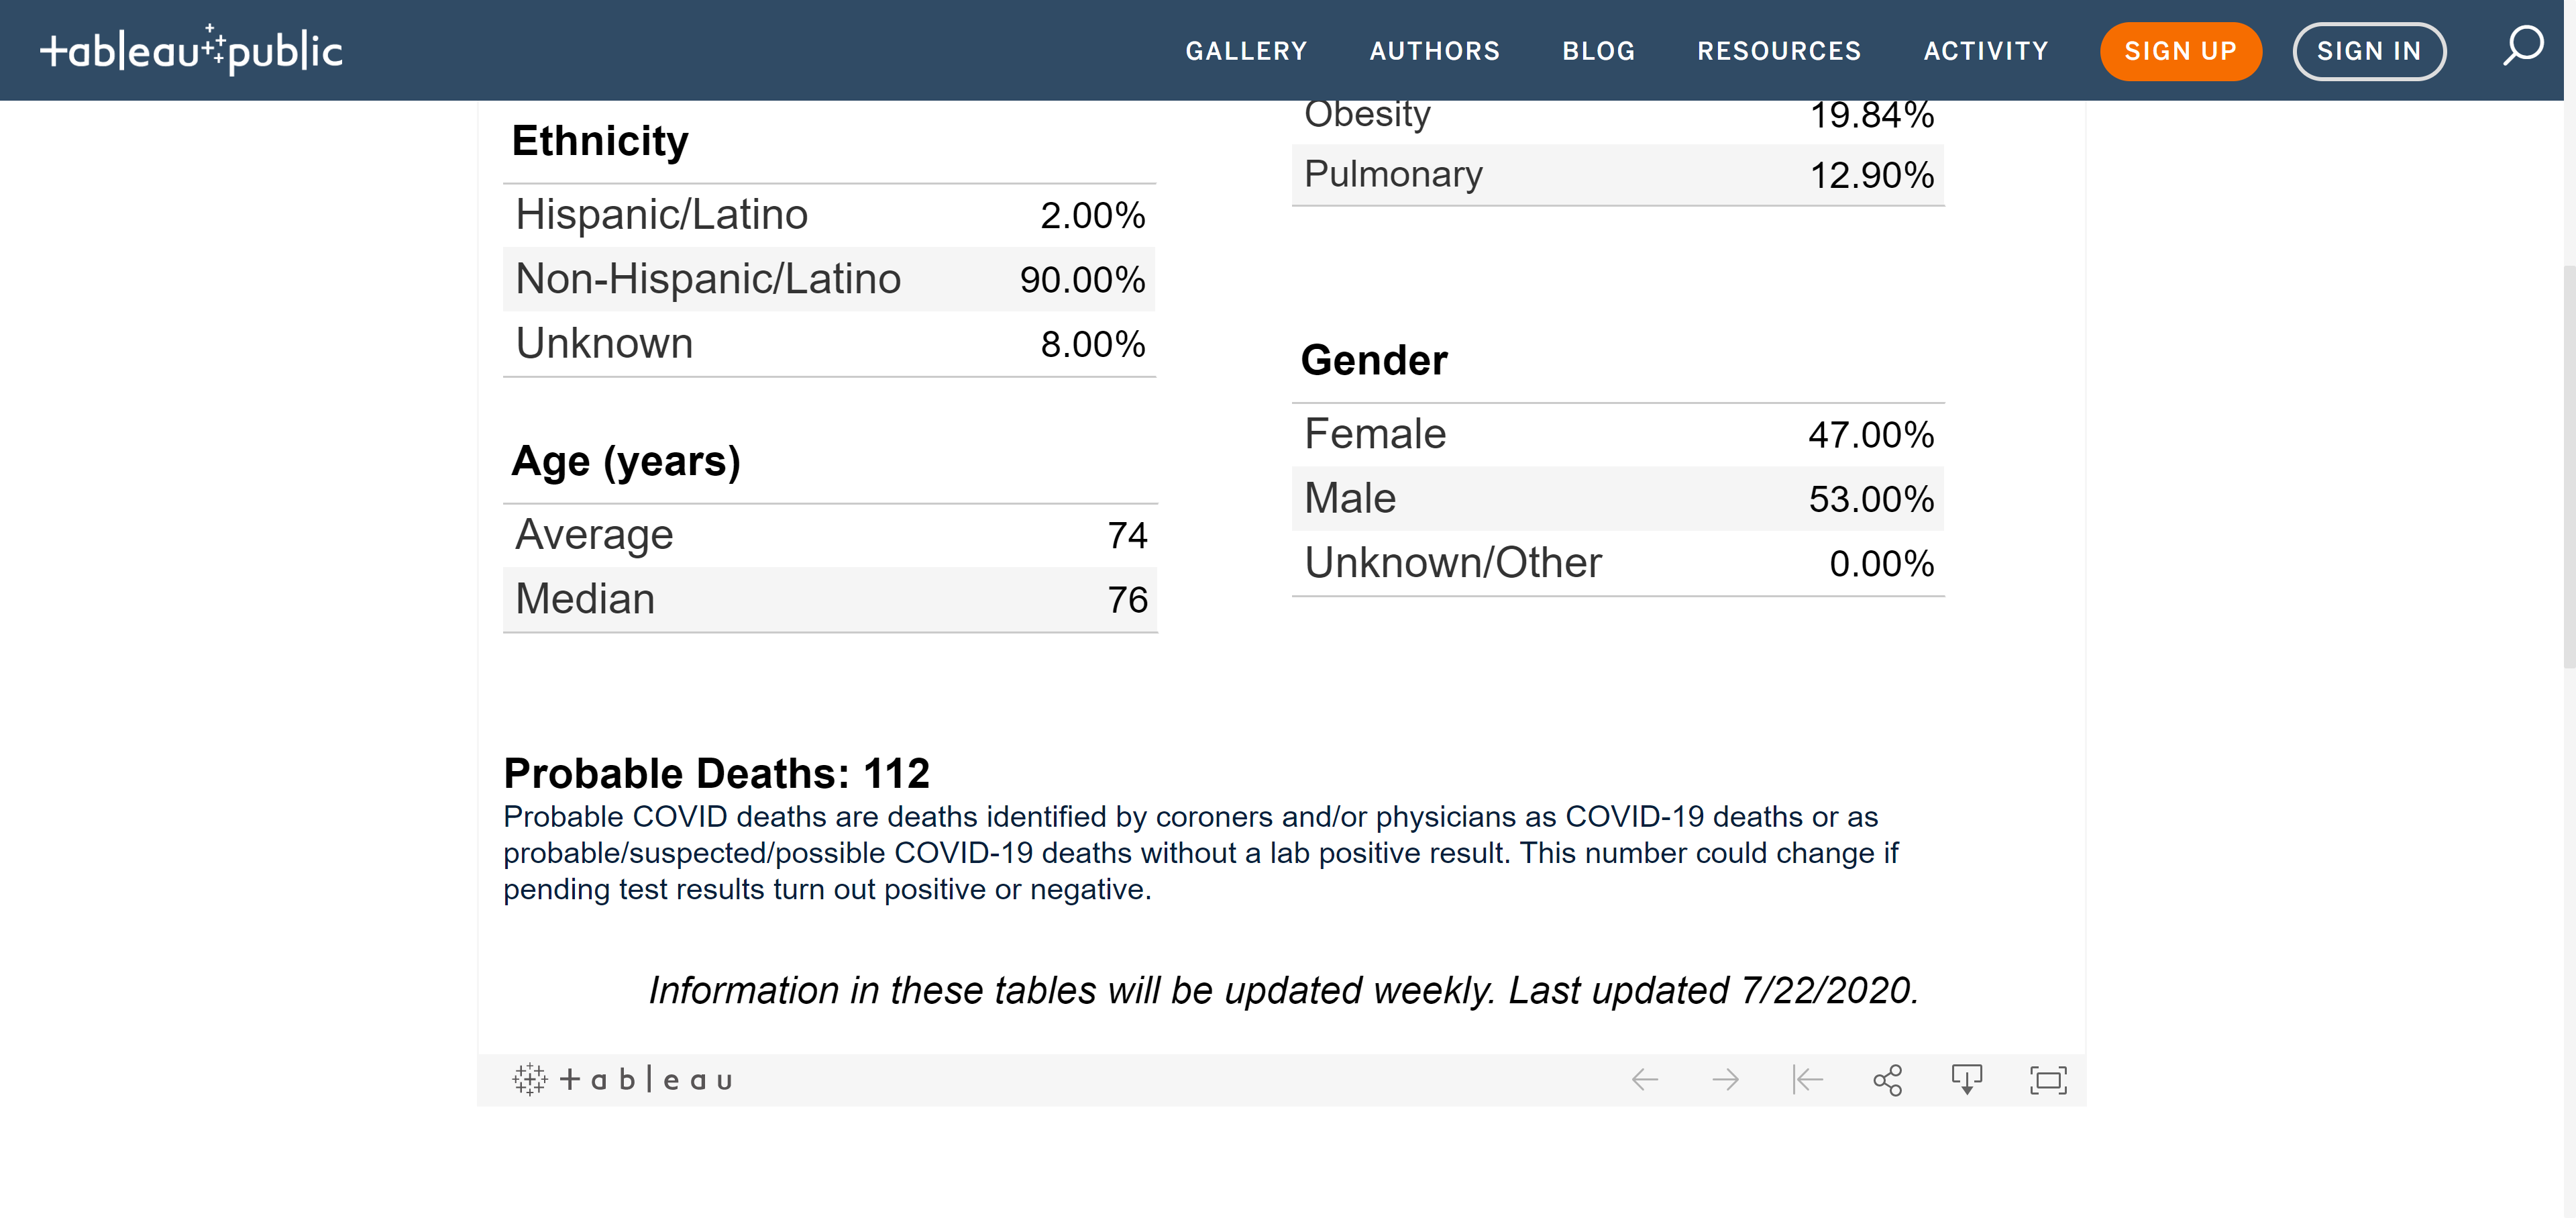 tableau public
GALLERY AUTHORS BLOG RESOURCES ACTIVITY SIGN UP SIGN IN
Ethnicity
Hispanic/Latino 2.00%
Non-Hispanic/Latino 90.00%
Unknown 8.00%
Age (years)
Average 74
Median 76
Obesity 19.84%
Pulmonary 12.90%
Gender
Female 47.00%
Male 53.00%
Unknown/Other 0.00%
Probable Deaths: 112
Probable COVID deaths are deaths identified by coroners and/or physicians as COVID-19 deaths or as
probable/suspected/possible COVID-19 deaths without a lab positive result. This number could change if
pending test results turn out positive or negative.
Information in these tables will be updated weekly. Last updated 7/22/2020.
tableau